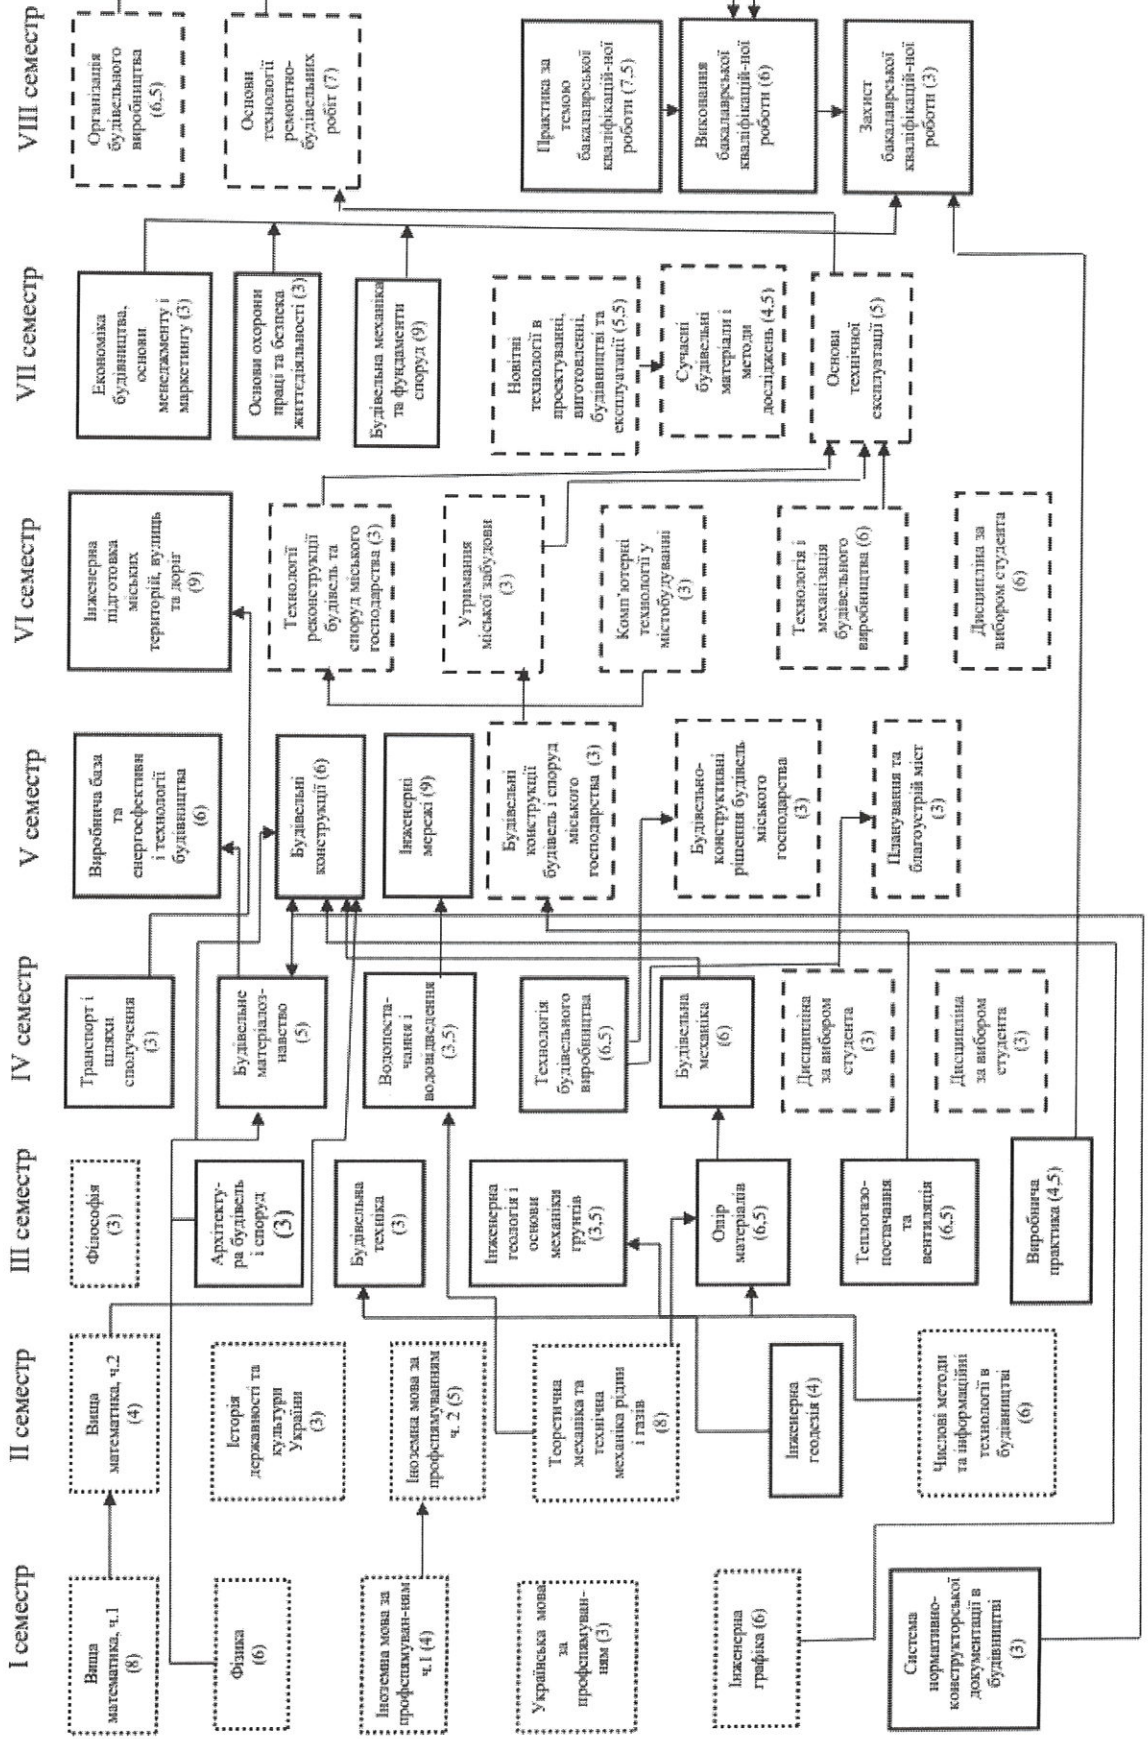 I семестр
Вища
математика, ч.1
(8)
Фізика
(6)
Іноземна мова за
профспямуван-ням
ч.1 (4)
Українська мова
за
профспямуван-
ням (3)
Інженерна
графіка (6)
Система
нормативно-
конструкторської
документації в
будівництві
(3)
II семестр
Вища
математика, ч.2
(4)
Історія
державності та
культури
України
(3)
Іноземна мова за
профспямуванням
ч. 2 (5)
Теоретична
механіка та
технічна
механіка рідин
і газів
(8)
Інженерна
геодезія (4)
Числові методи
та інформаційні
технології в
будівництві
(6)
III семестр
Філософія
(3)
Архітекту-
ра будівель
і споруд
(3)
Будівельна
техніка
(3)
Інженерна
геологія і
основи
механіки
ґрунтів
(3,5)
Опір
матеріалів
(6,5)
Теплогазо-
постачання
та
вентиляція
(6,5)
Виробнича
практика (4,5)
IV семестр
Транспорт і
шляхи
сполучення
(3)
Будівельне
матеріалоз-
навство
(5)
Водопоста-
чання і
водовідведення
(3,5)
Технологія
будівельного
виробництва
(6,5)
Будівельна
механіка
(6)
Дисципліна
за вибором
студента
(3)
Дисципліна
за вибором
студента
(3)
V семестр
Виробнича база
та
енергоефективн
і технології
будівництва
(6)
Будівельні
конструкції (6)
Інженерні
мережі (9)
Будівельні
конструкції
будівель і споруд
міського
господарства (3)
Будівельно-
конструктивні
рішення будівель
міського
господарства
(3)
Планування та
благоустрій міст
(3)
VI семестр
Інженерна
підготовка
міських
територій, вулиць
та доріг
(9)
Технології
реконструкції
будівель та
споруд міського
господарства (3)
Утримання
міської забудови
(3)
Комп'ютерні
технології у
містобудуванні
(3)
Технологія і
механізація
будівельного
виробництва (6)
Дисципліна за
вибором студента
(6)
VII семестр
Економіка
будівництва,
основи
менеджменту і
маркетингу (3)
Основи охорони
праці та безпека
життєдіяльності (3)
Будівельна механіка
та фундаменти
споруд (9)
Новітні
технології в
проектуванні,
виготовленні,
будівництві та
експлуатації (5,5)
Сучасні
будівельні
матеріали і
методи
досліджень (4,5)
Основи
технічної
експлуатації (5)
VIII семестр
Організація
будівельного
виробництва
(6,5)
Основи
технології
ремонтно-
будівельних
робіт (7)
Практика за
темою
бакалаврської
кваліфікацій-ної
роботи (7,5)
Виконання
бакалаврської
кваліфікацій-ної
роботи (6)
Захист
бакалаврської
кваліфікацій-ної
роботи (3)